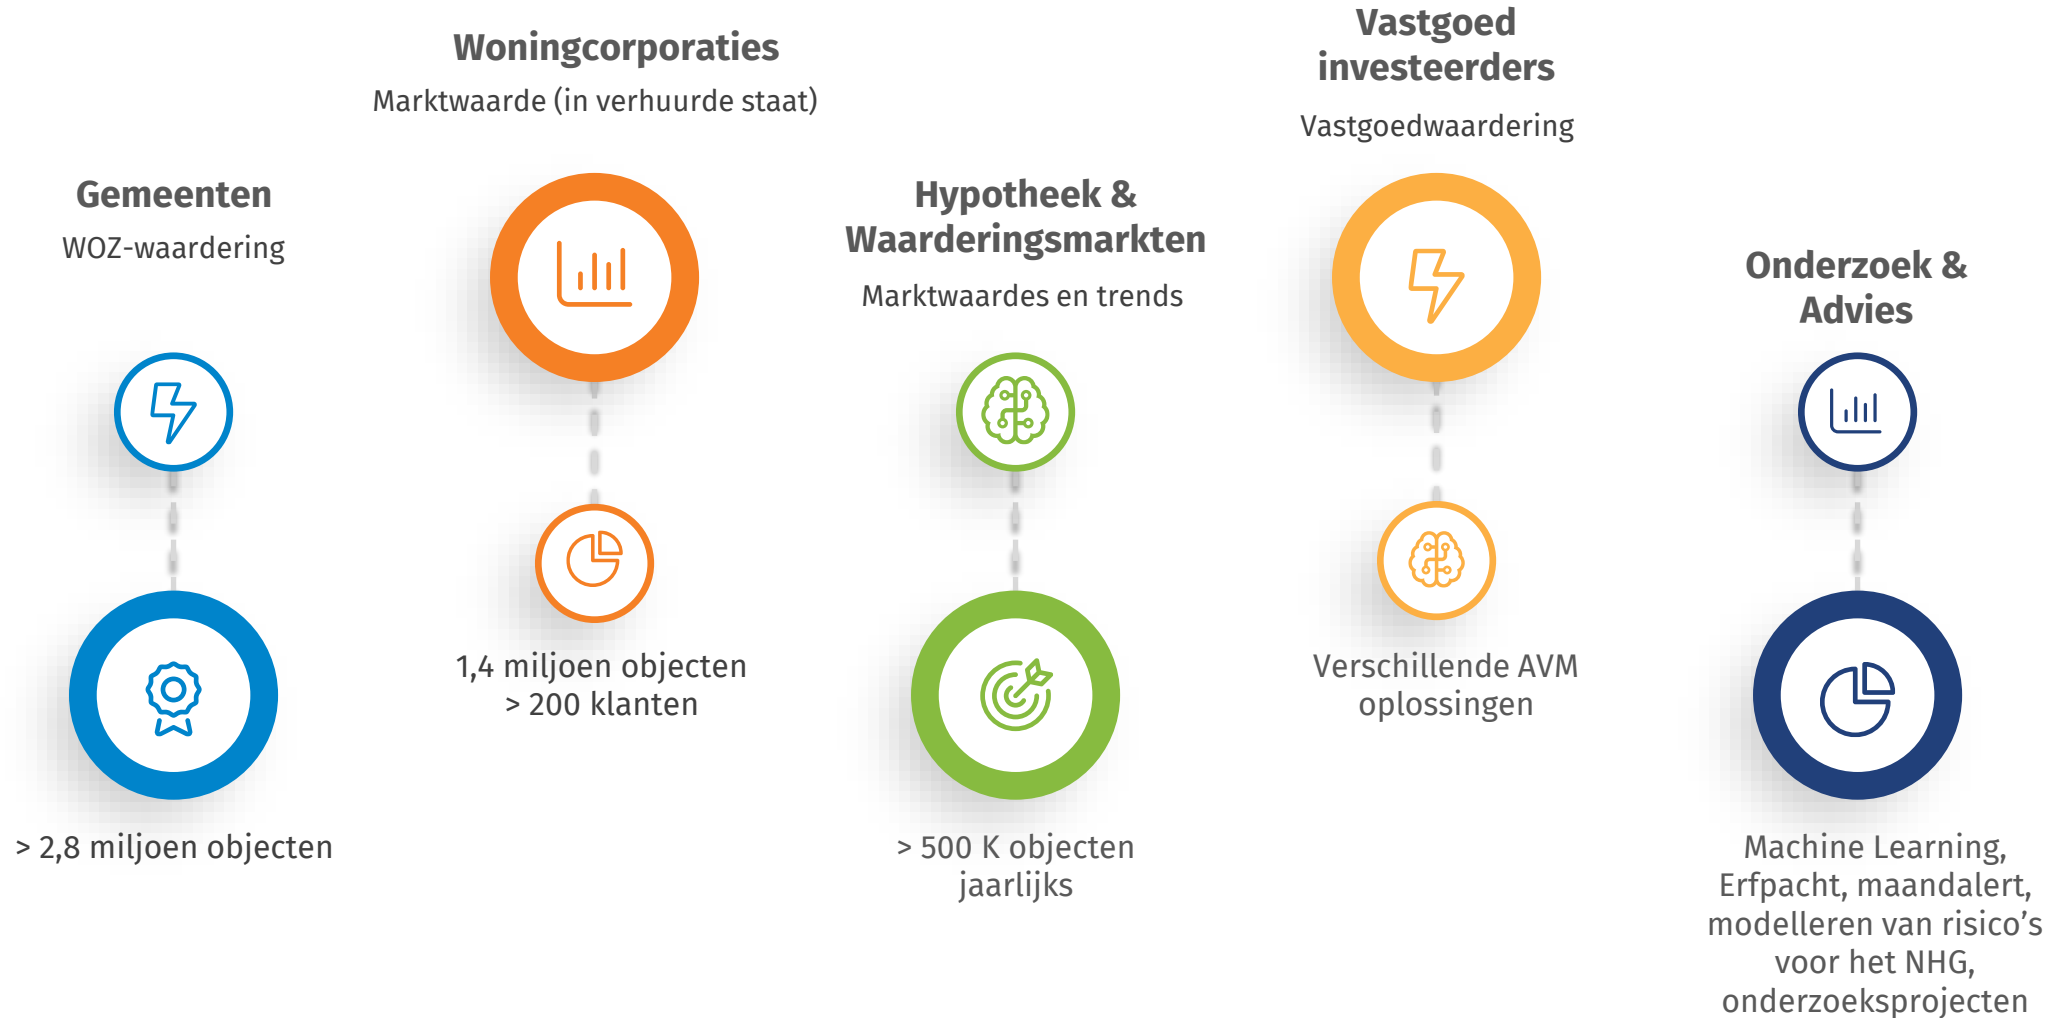 Gemeenten
WOZ-waardering
> 2,8 miljoen objecten
Woningcorporaties
Marktwaarde (in verhuurde staat)
1,4 miljoen objecten
> 200 klanten
Hypotheek &
Waarderingsmarkten
Marktwaardes en trends
> 500 K objecten
jaarlijks
Vastgoed
investeerders
Vastgoedwaardering
Verschillende AVM
oplossingen
Onderzoek &
Advies
Machine Learning,
Erfpacht, maandalert,
modelleren van risico’s
voor het NHG,
onderzoeksprojecten